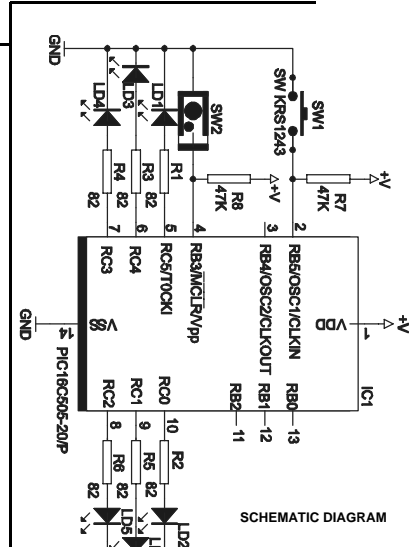 GND
LD4
LD3
LD1
SW2
SW KRS1243
SW1
+V
+V
R4
82
R3
82
R1
82
R8
47K
R7
47K
7
6
5
4
3
2
RC3
RC4
RC5/T0CKI
RB3/MCLR/Vpp
RB4/OSC2/CLKOUT
RB5/OSC1/CLKIN
GND
14
VSS
VDD
1
+V
PIC16C505-20/P
IC1
RC2
RC1
RC0
RB2
RB1
RB0
8
9
10
11
12
13
R6
82
R5
82
R2
LD5
LD2
SCHEMATIC DIAGRAM